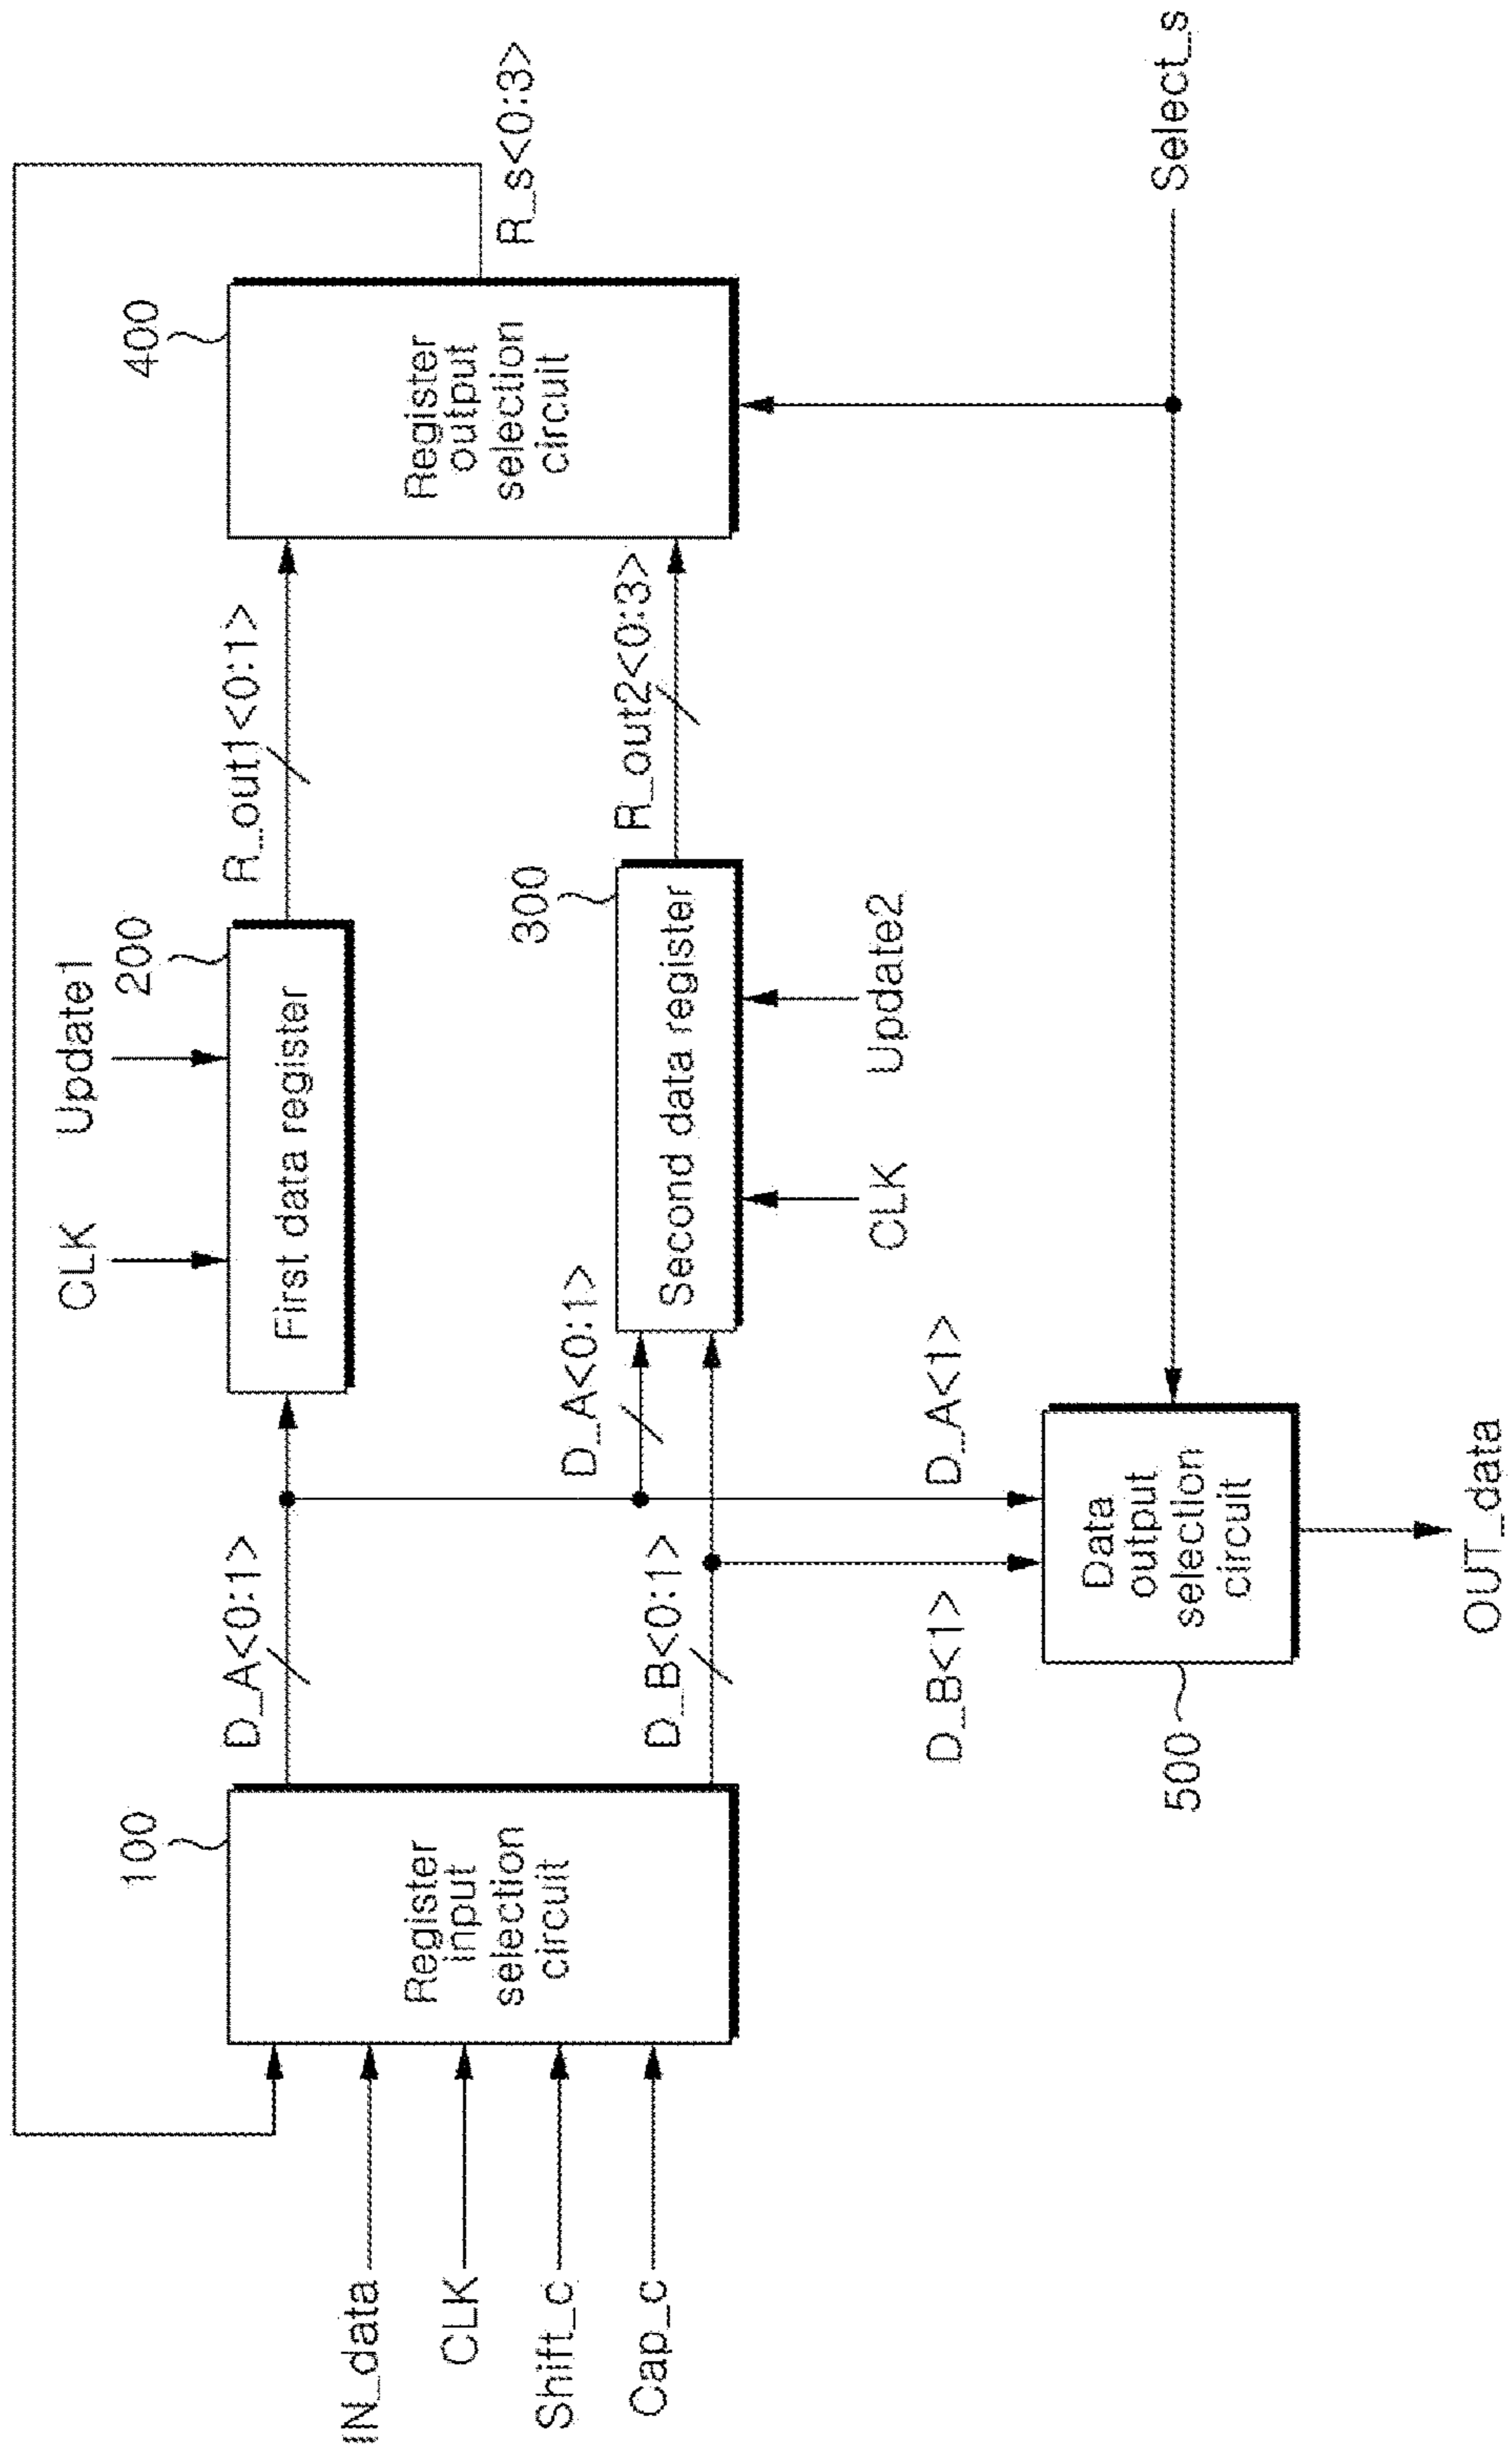 CLK
Update1
200
First data register
R_out1<0:1>
400
Register
output
selection
circuit
R_s<0:3>
100
Register
input
selection
circuit
IN_data
CLK
Shift_c
Cap_c
D_A<0:1>
D_B<0:1>
D_A<0:1>
300
Second data register
R_out2<0:3>
CLK
Update2
D_B<1>
D_A<1>
500
Data
output
selection
circuit
Select_s
OUT_data